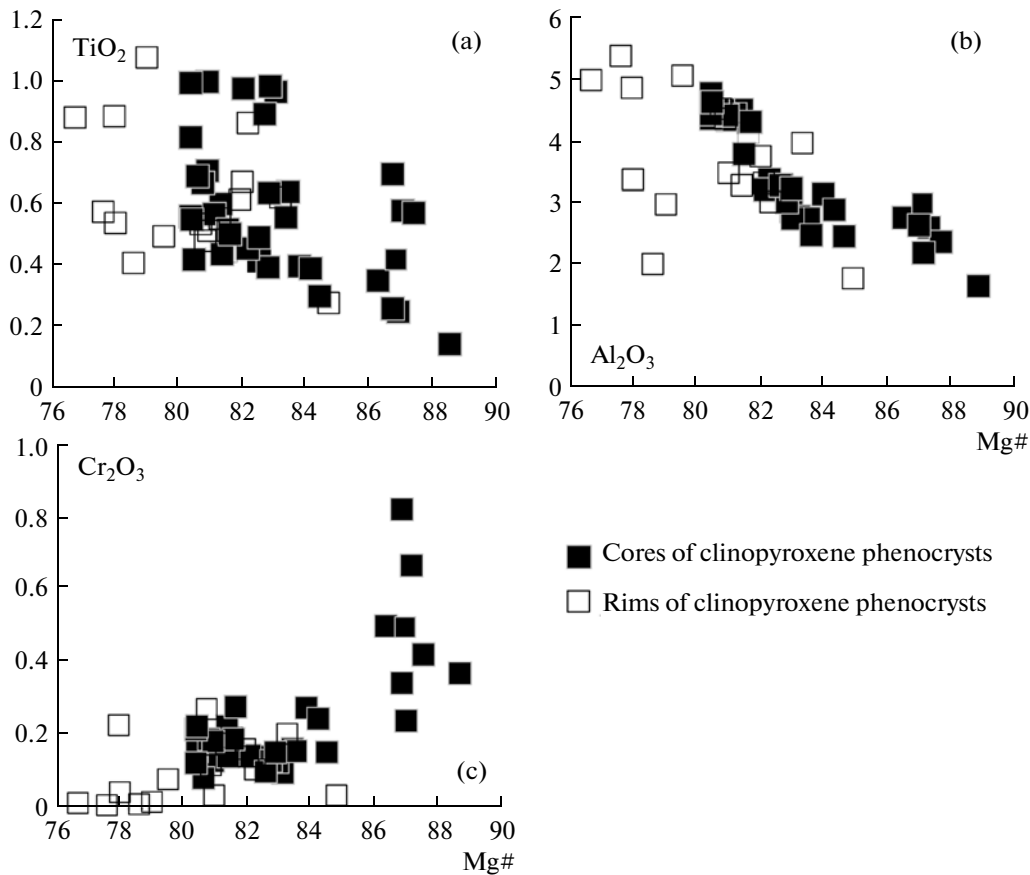 1.2
1.0
0.8
0.6
0.4
0.2
0
TiO2
(a)
76 78 80 82 84 86 88 90
6
5
4
3
2
1
0
(b)
Al2O3
76 78 80 82 84 86 88 90
Mg#
1.0
0.8
0.6
0.4
0.2
0
Cr2O3
(c)
76 78 80 82 84 86 88 90
Mg#
Cores of clinopyroxene phenocrysts
Rims of clinopyroxene phenocrysts